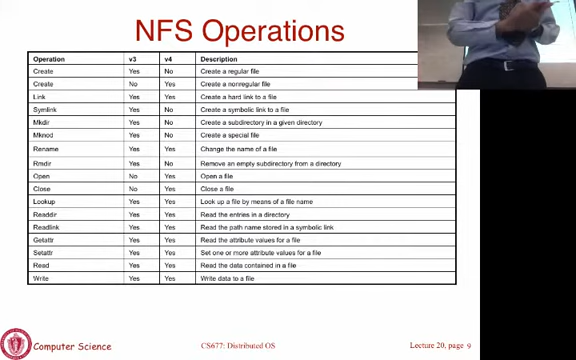 NFS Operations
Operation v3 v4 Description
Create Yes No Create a regular file
Create No Yes Create a nonregular file
Link Yes Yes Create a hard link to a file
Symlink Yes No Create a symbolic link to a file
Mkdir Yes No Create a subdirectory in a given directory
Mknod Yes No Create a special file
Rename Yes Yes Change the name of a file
Rmdir Yes No Remove an empty subdirectory from a directory
Open No Yes Open a file
Close No Yes Close a file
Lookup Yes Yes Look up a file by means of a file name
Readdir Yes Yes Read the entries in a directory
Readlink Yes Yes Read the path name stored in a symbolic link
Getattr Yes Yes Read the attribute values for a file
Setattr Yes Yes Set one or more attribute values for a file
Read Yes Yes Read the data contained in a file
Write Yes Yes Write data to a file
Computer Science CS677: Distributed OS Lecture 20, page 9